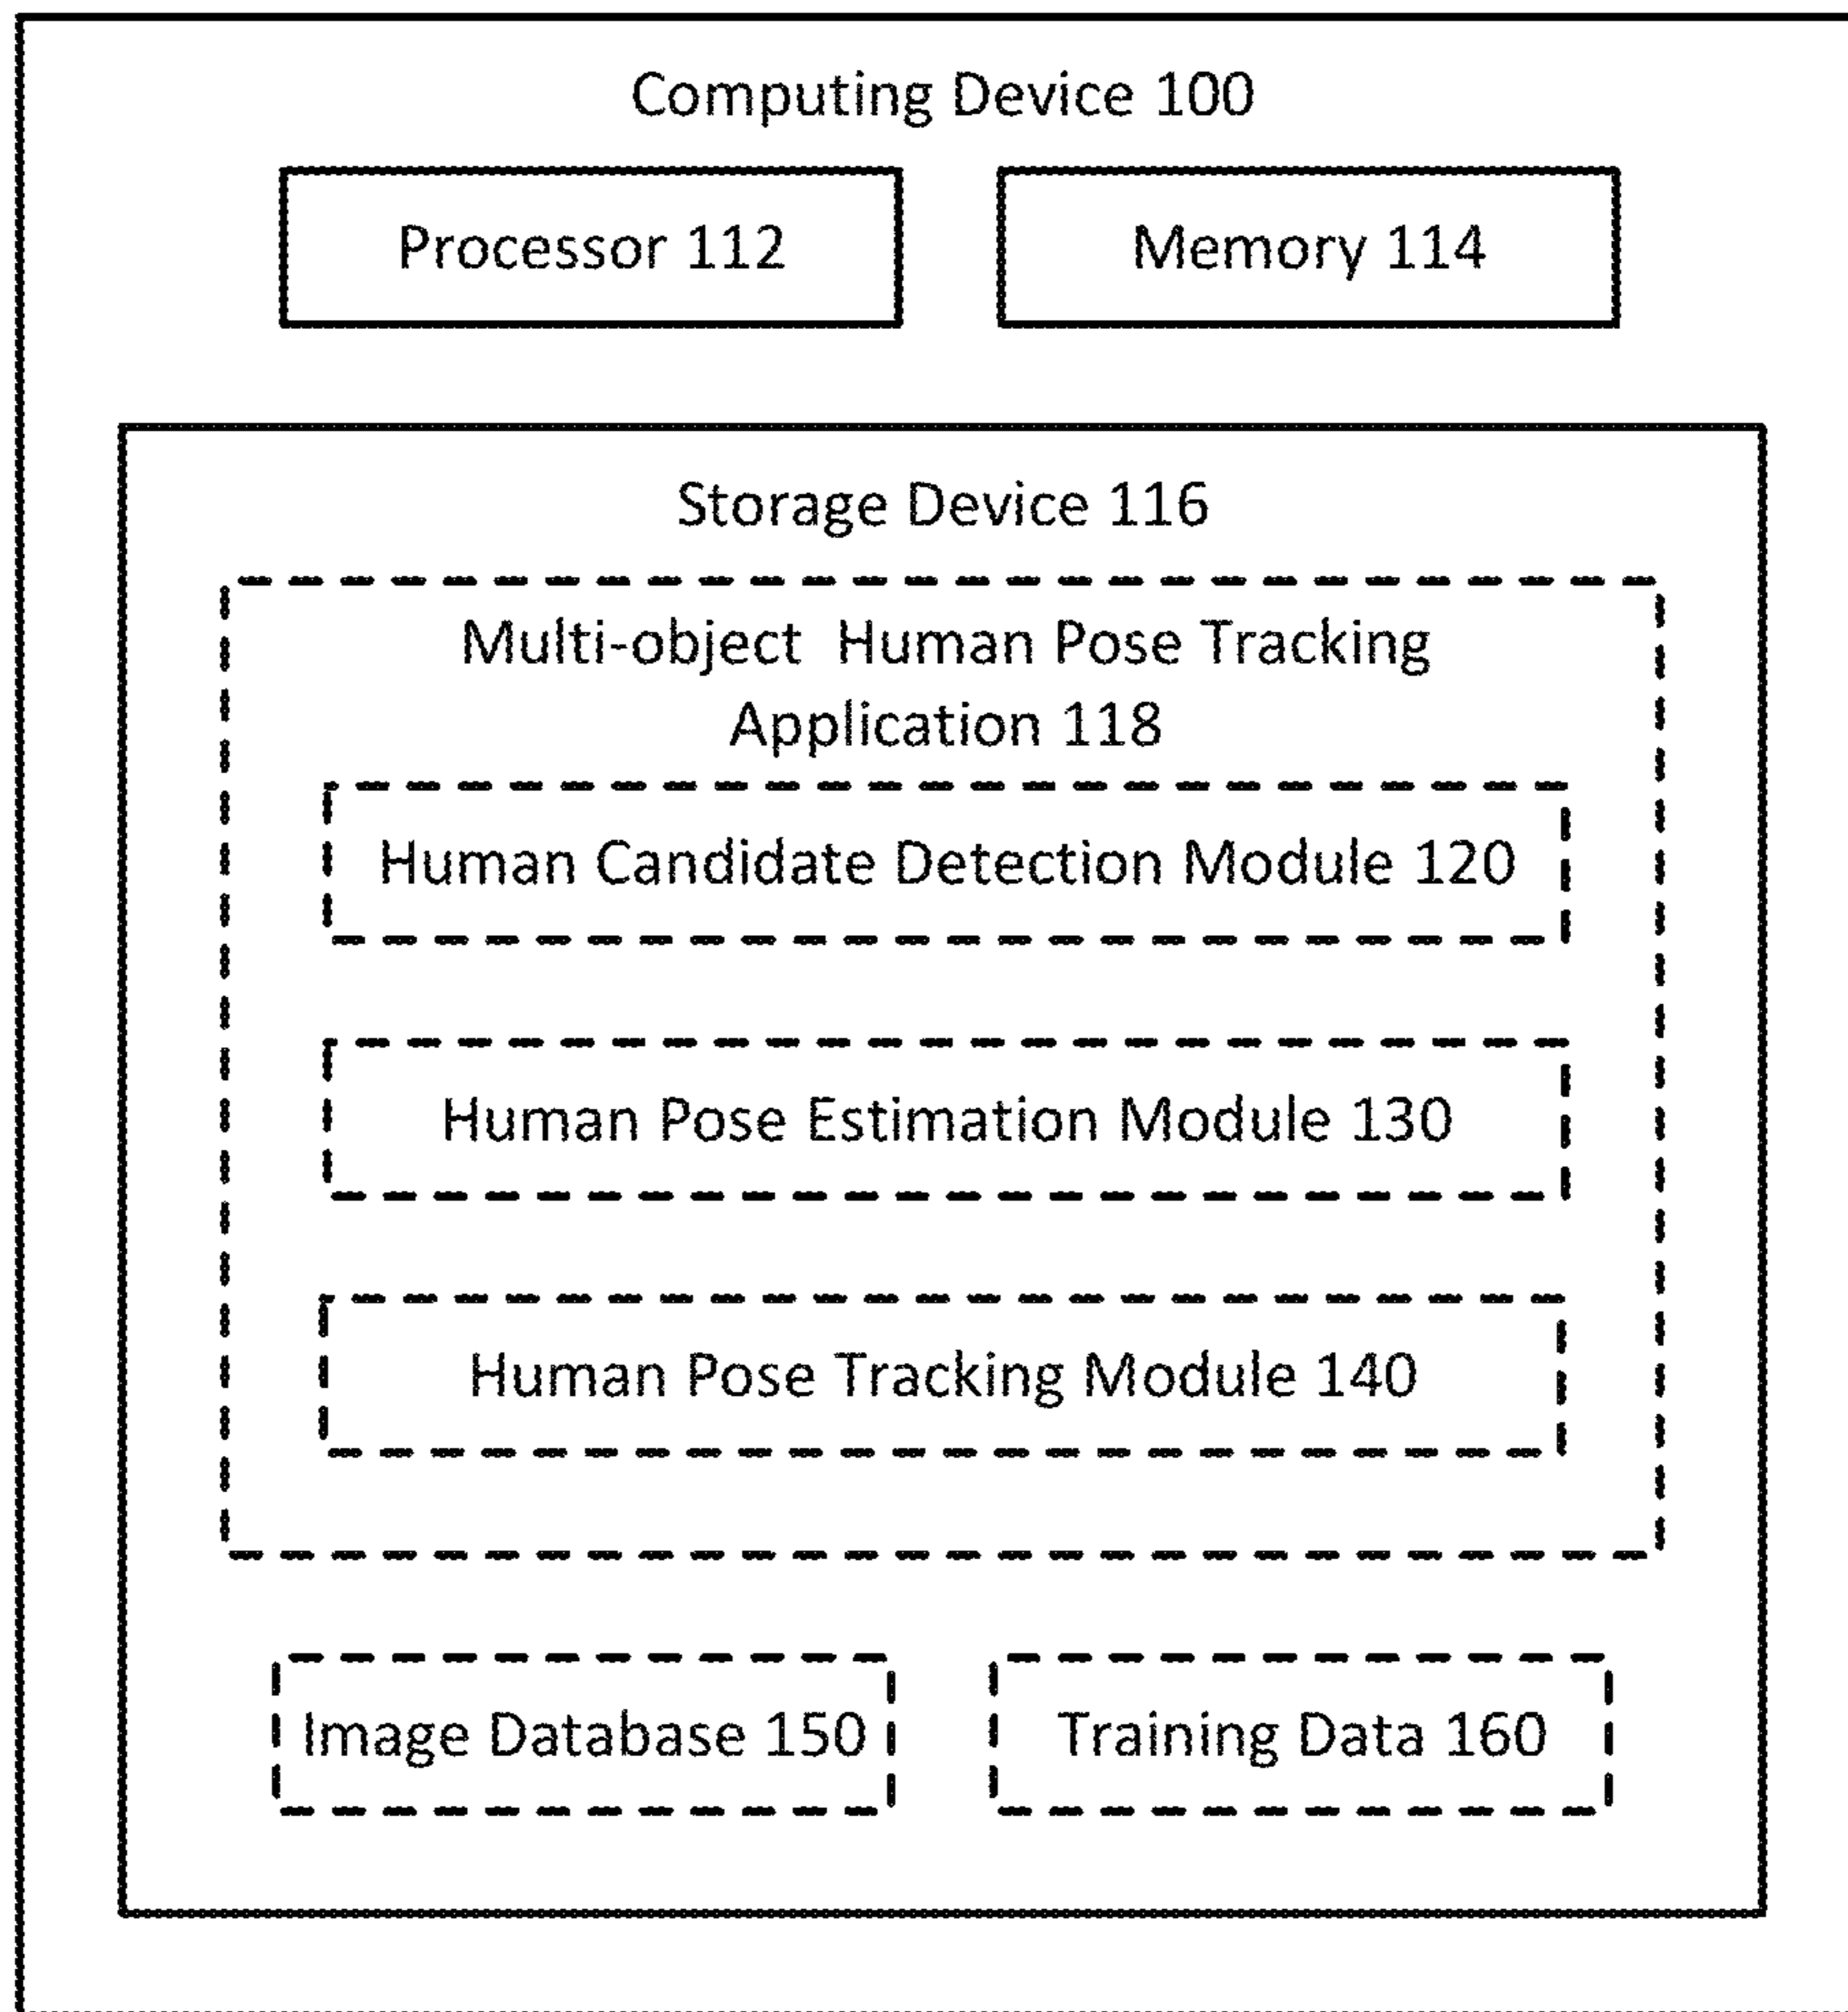 Computing Device 100
Processor 112
Memory 114
Storage Device 116
Multi-object Human Pose Tracking
Application 118
Human Candidate Detection Module 120
Human Pose Estimation Module 130
Human Pose Tracking Module 140
Image Database 150
Training Data 160